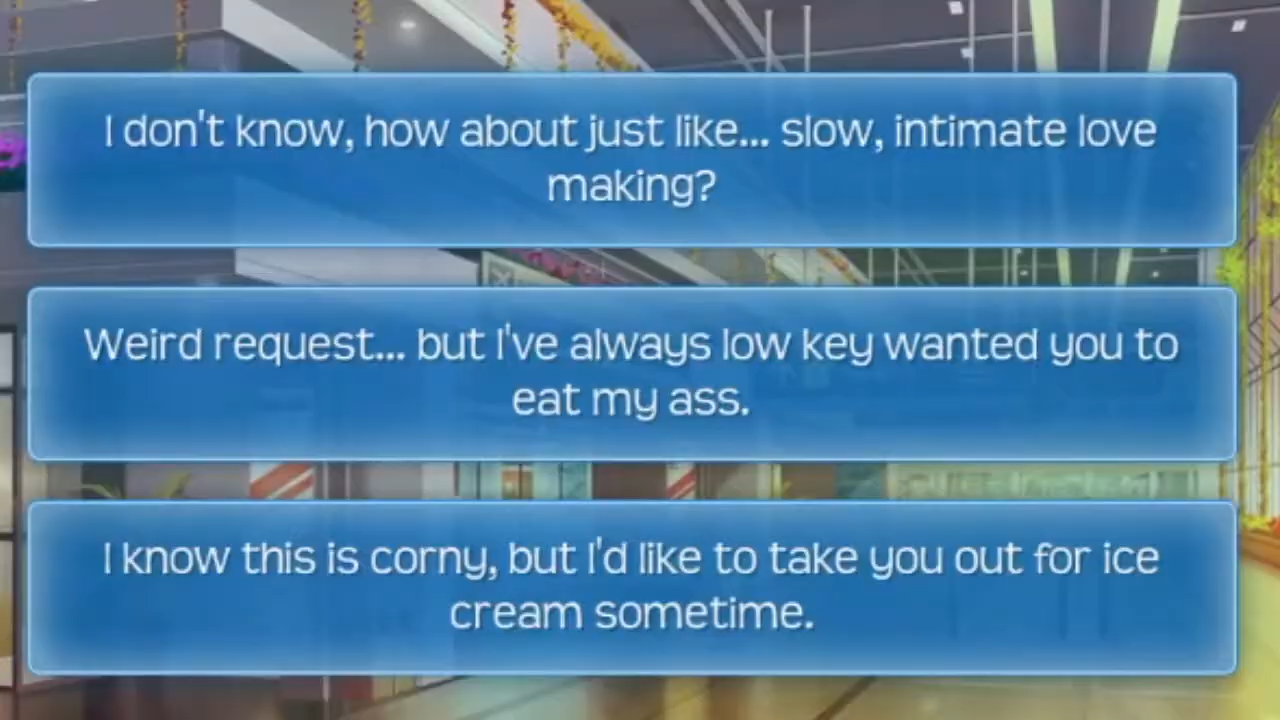 I don't know, how about just like... slow, intimate love
making?
Weird request... but I've always low key wanted you to
eat my ass.
I know this is corny, but I'd like to take you out for ice
cream sometime.